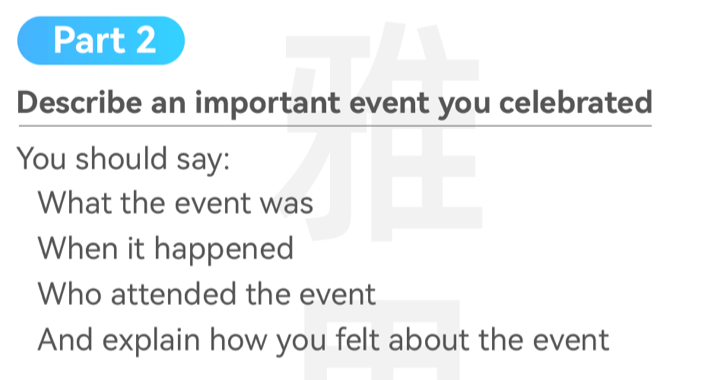 Part 2
Describe an important event you celebrated
You should say:
What the event was
When it happened
Who attended the event
And explain how you felt about the event
雅